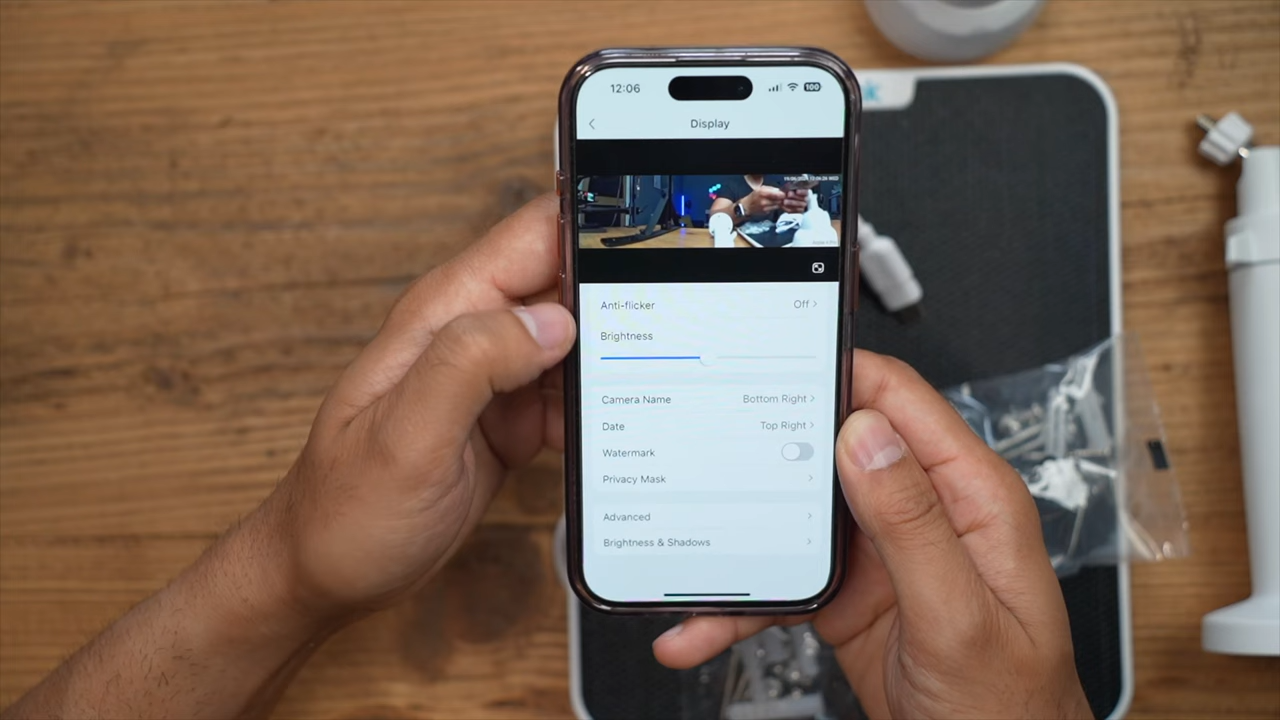 12:06
100
Display
Anti-flicker Off
Brightness
Camera Name Bottom Right
Date Top Right
Watermark
Privacy Mask
Advanced
Brightness & Shadows